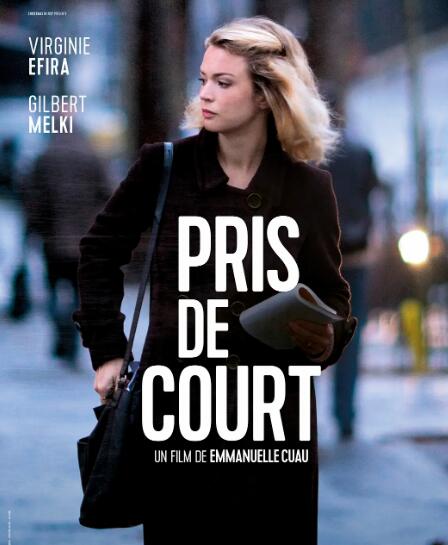 VIRGINIE
EFIRA
GILBERT
MELKI
PRIS
DE
COURT
UN FILM DE EMMANUELLE CUAU